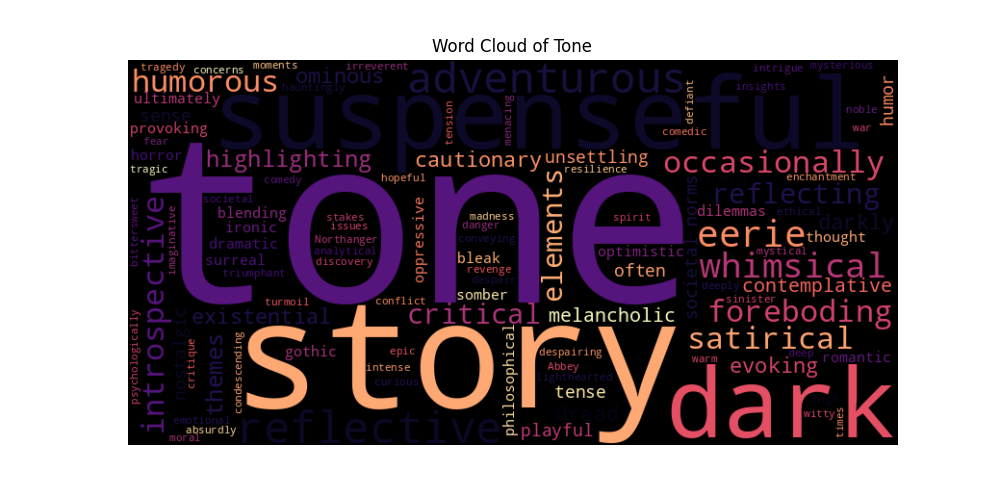 Word Cloud of Tone
tragedy
concerns
moments
irreverent
intrigue
mysterious
humorous
ominous
hauntingly
adventurous
insights
humor
ultimately
suspenseful
defiant
noble
sense
tension
menacing
provoking
comedic
war
fear
horror
highlighting
cautionary
unsettling
occasionally
tragic
comedy
hopeful
resilience
enchantment
tone
societal
elements
societal norms
reflecting
bittersweet
introspective
imaginative
blending
stakes
madness
spirit
dilemmas
ethical
darkly
ironic
issues
danger
dramatic
Northanger
conveying
eerie
thought
surreal
analytical
oppressive
bleak
optimistic
mystical
discovery
revenge
often
whimsical
triumphant
despair
deeply
contemplative
somber
sinister
turmoil
conflict
foreboding
existential
critical
melancholic
psychologically
nostalgic
themes
critique
condescending
story
philosophical
satirical
gothic
epic
despairing
warm
deep
romantic
intense
Abbey
evoking
curious
lighthearted
dark
tense
emotional
reflective
witty
times
absurdly
playful
moral